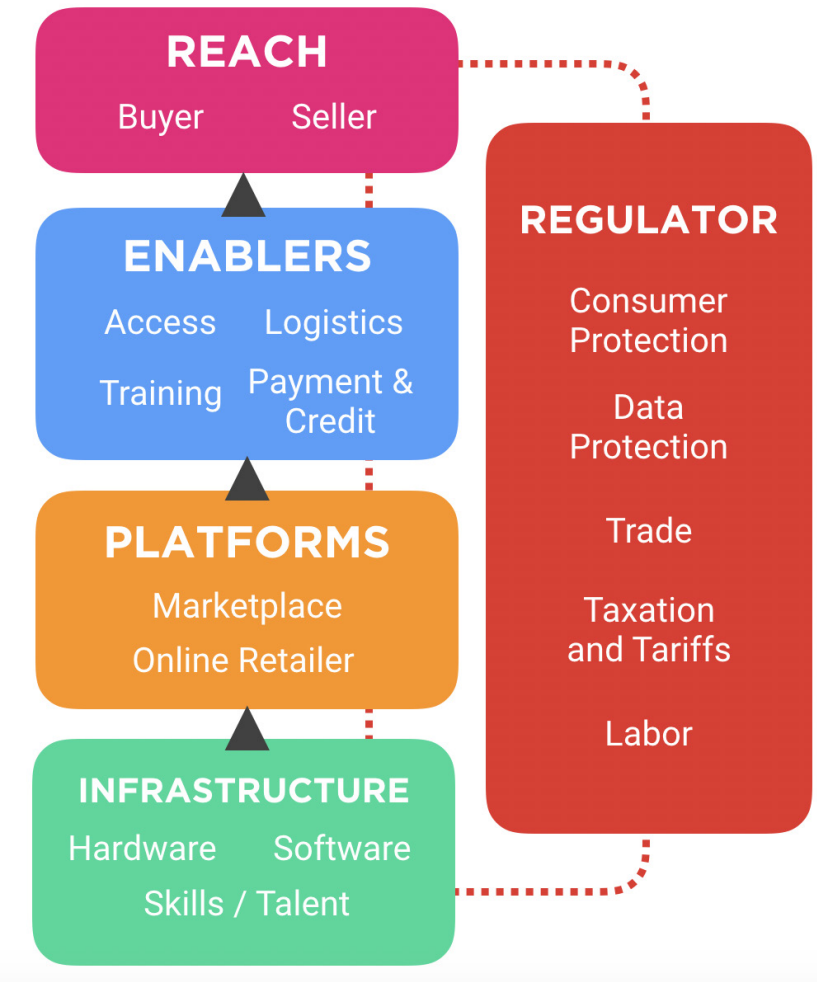 REACH
Buyer Seller
ENABLERS
Access Logistics
Training Payment &
Credit
PLATFORMS
Marketplace
Online Retailer
INFRASTRUCTURE
Hardware Software
Skills / Talent
REGULATOR
Consumer
Protection
Data
Protection
Trade
Taxation
and Tariffs
Labor